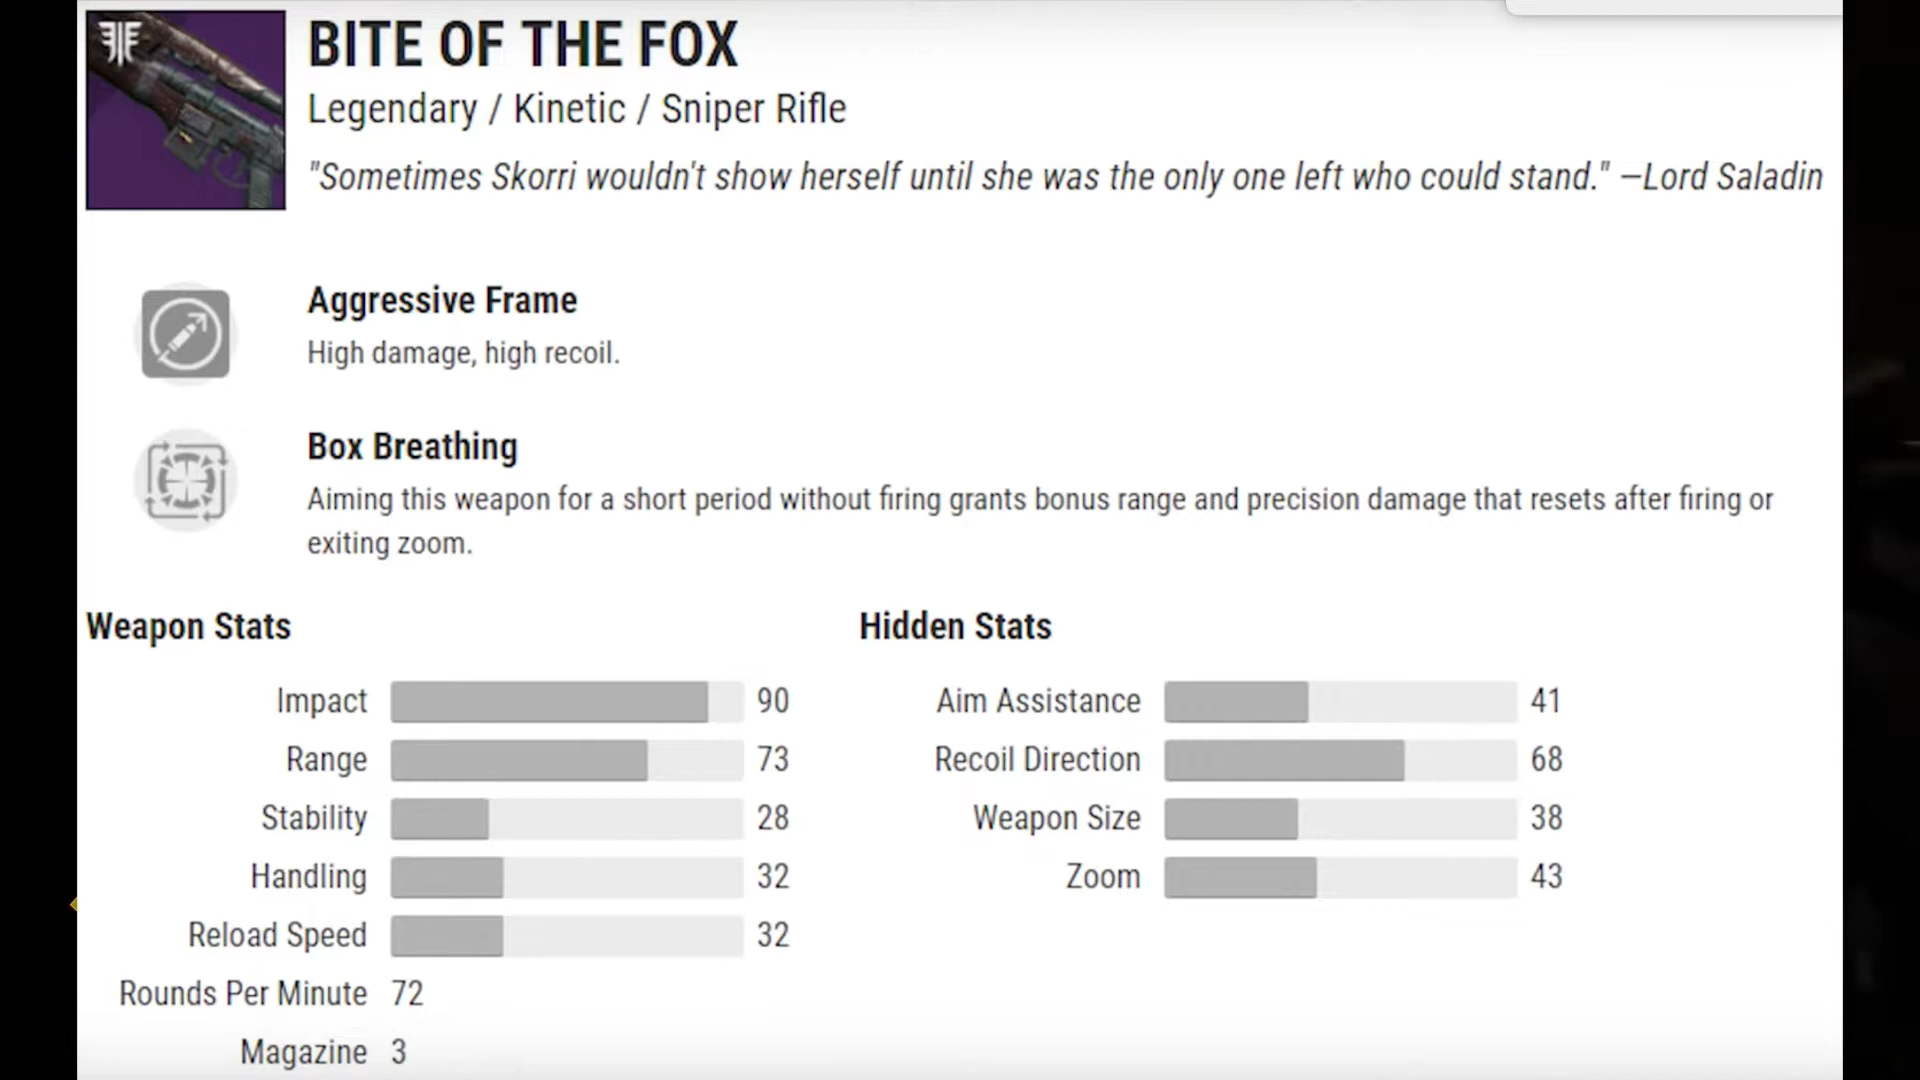 BITE OF THE FOX
Legendary / Kinetic / Sniper Rifle
"Sometimes Skorri wouldn't show herself until she was the only one left who could stand." —Lord Saladin
Aggressive Frame
High damage, high recoil.
Box Breathing
Aiming this weapon for a short period without firing grants bonus range and precision damage that resets after firing or
exiting zoom.
Weapon Stats
Impact 90
Range 73
Stability 28
Handling 32
Reload Speed 32
Rounds Per Minute 72
Magazine 3
Hidden Stats
Aim Assistance 41
Recoil Direction 68
Weapon Size 38
Zoom 43